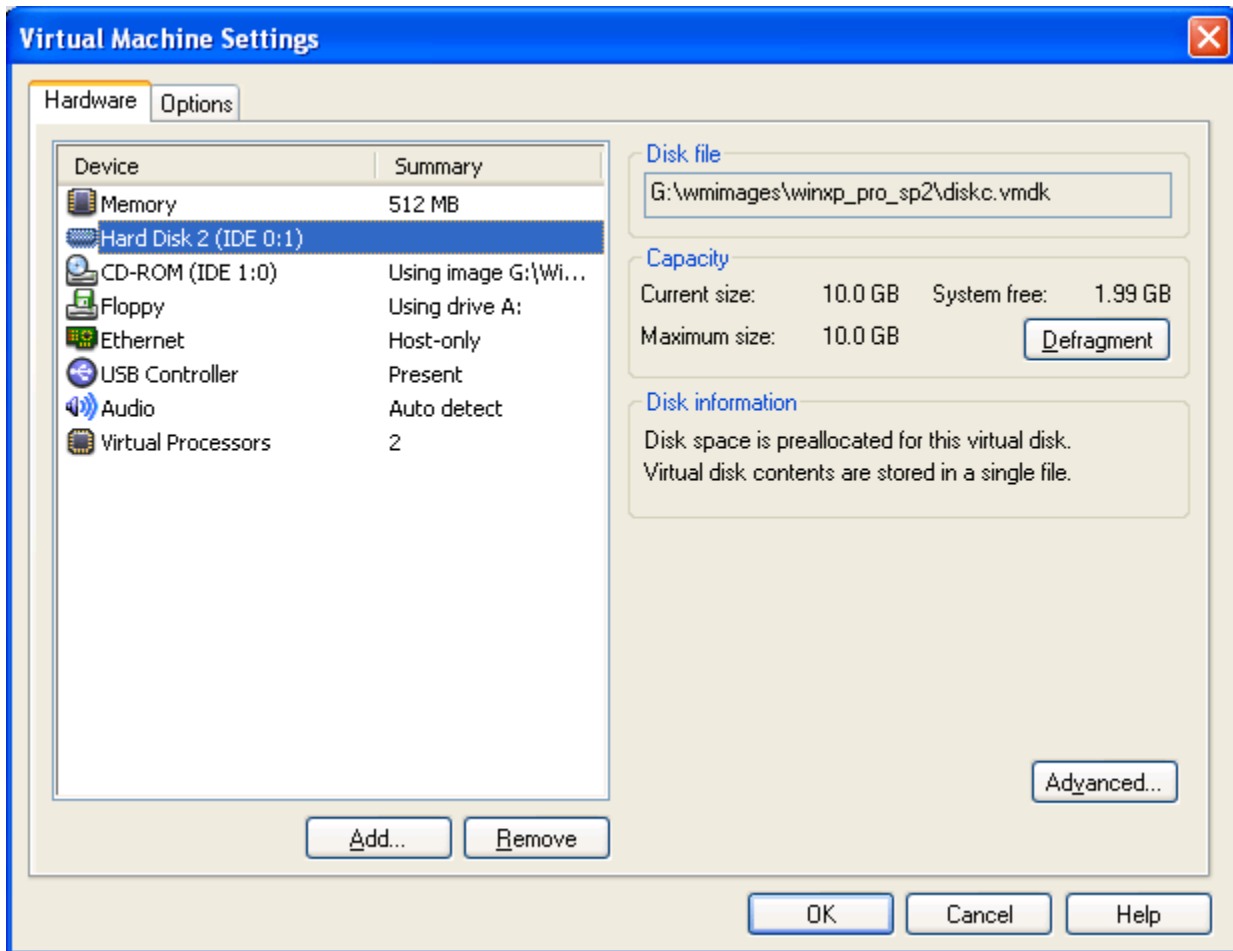 Virtual Machine Settings
Hardware Options
Device Summary
Memory 512 MB
Hard Disk 2 (IDE 0:1)
CD-ROM (IDE 1:0) Using image G:\Wi...
Floppy Using drive A:
Ethernet Host-only
USB Controller Present
Audio Auto detect
Virtual Processors 2
Add... Remove
Disk file
G:\wmimages\winxp_pro_sp2\diskc.vmdk
Capacity
Current size: 10.0 GB System free: 1.99 GB
Maximum size: 10.0 GB Defragment
Disk information
Disk space is preallocated for this virtual disk.
Virtual disk contents are stored in a single file.
Advanced...
OK Cancel Help